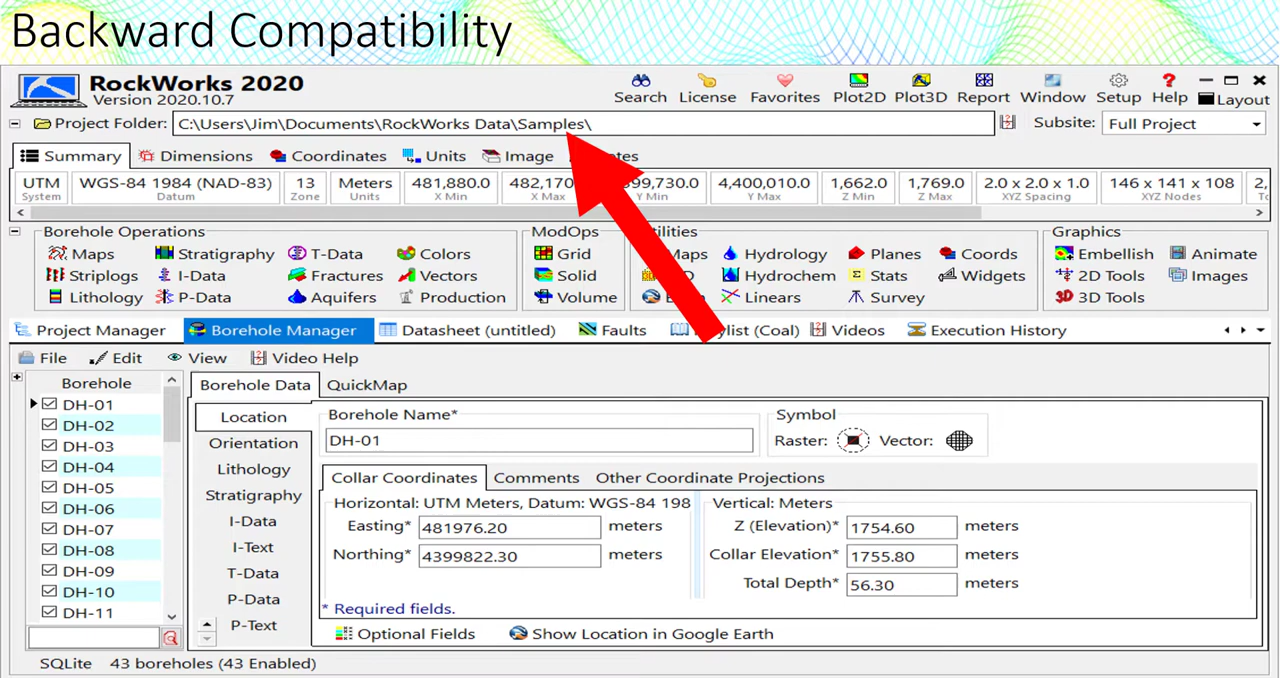 Backward Compatibility
RockWorks 2020
Version 2020.10.7
Search License Favorites Plot2D Plot3D Report Window Setup Help Layout
Project Folder: C:\Users\Jim\Documents\RockWorks Data\Samples\ Subsite: Full Project
Summary Dimensions Coordinates Units Image
UTM WGS-84 1984 (NAD-83) 13 Meters 481,880.0 482,170 99,730.0 4,400,010.0 1,662.0 1,769.0 2.0 x 2.0 x 1.0 146 x 141 x 108 2,
System Datum Zone Units X Min X Max Y Min Y Max Z Min Z Max XYZ Spacing XYZ Nodes
Borehole Operations ModOps Utilities Graphics
Maps Stratigraphy T-Data Colors Grid Maps Hydrology Planes Coords Embellish Animate
Striplogs I-Data Fractures Vectors Solid Hydrochem Stats Widgets 2D Tools Images
Lithology P-Data Aquifers Production Volume Linears Survey 3D Tools
Project Manager Borehole Manager Datasheet (untitled) Faults (Coal) Videos Execution History
File Edit View Video Help
Borehole
DH-01
DH-02
DH-03
DH-04
DH-05
DH-06
DH-07
DH-08
DH-09
DH-10
DH-11
Borehole Data QuickMap
Location
Orientation
Lithology
Stratigraphy
I-Data
I-Text
T-Data
P-Data
P-Text
Borehole Name* Symbol
DH-01 Raster: Vector:
Collar Coordinates Comments Other Coordinate Projections
Horizontal: UTM Meters, Datum: WGS-84 198 Vertical: Meters
Easting* 481976.20 meters Z (Elevation)* 1754.60 meters
Northing* 4399822.30 meters Collar Elevation* 1755.80 meters
Total Depth* 56.30 meters
* Required fields.
Optional Fields Show Location in Google Earth
SQLite 43 boreholes (43 Enabled)